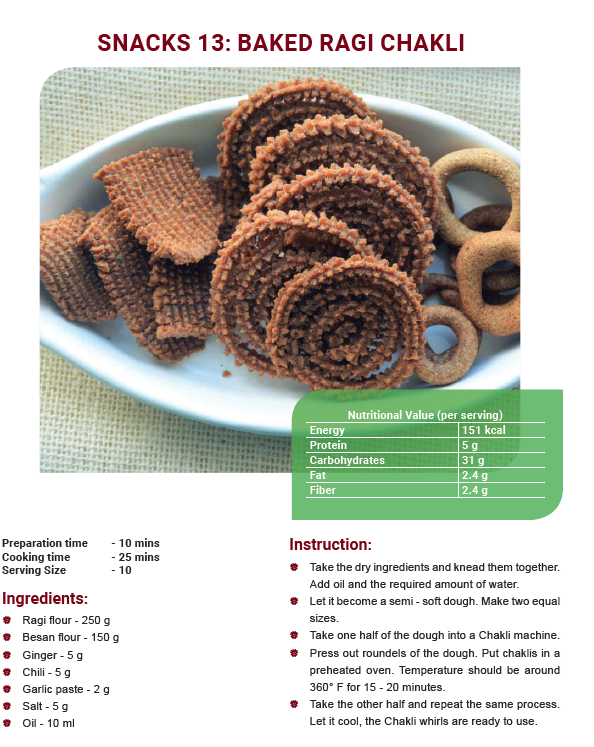 SNACKS 13: BAKED RAGI CHAKLI
Nutritional Value (per serving)
Energy 151 kcal
Protein 5 g
Carbohydrates 31 g
Fat 2.4 g
Fiber 2.4 g
Preparation time - 10 mins
Cooking time - 25 mins
Serving Size - 10
Ingredients:
Ragi flour - 250 g
Besan flour - 150 g
Ginger - 5 g
Chili - 5 g
Garlic paste - 2 g
Salt - 5 g
Oil - 10 ml
Instruction:
Take the dry ingredients and knead them together.
Add oil and the required amount of water.
Let it become a semi - soft dough. Make two equal
sizes.
Take one half of the dough into a Chakli machine.
Press out roundels of the dough. Put chaklis in a
preheated oven. Temperature should be around
360° F for 15 - 20 minutes.
Take the other half and repeat the same process.
Let it cool, the Chakli whirls are ready to use.